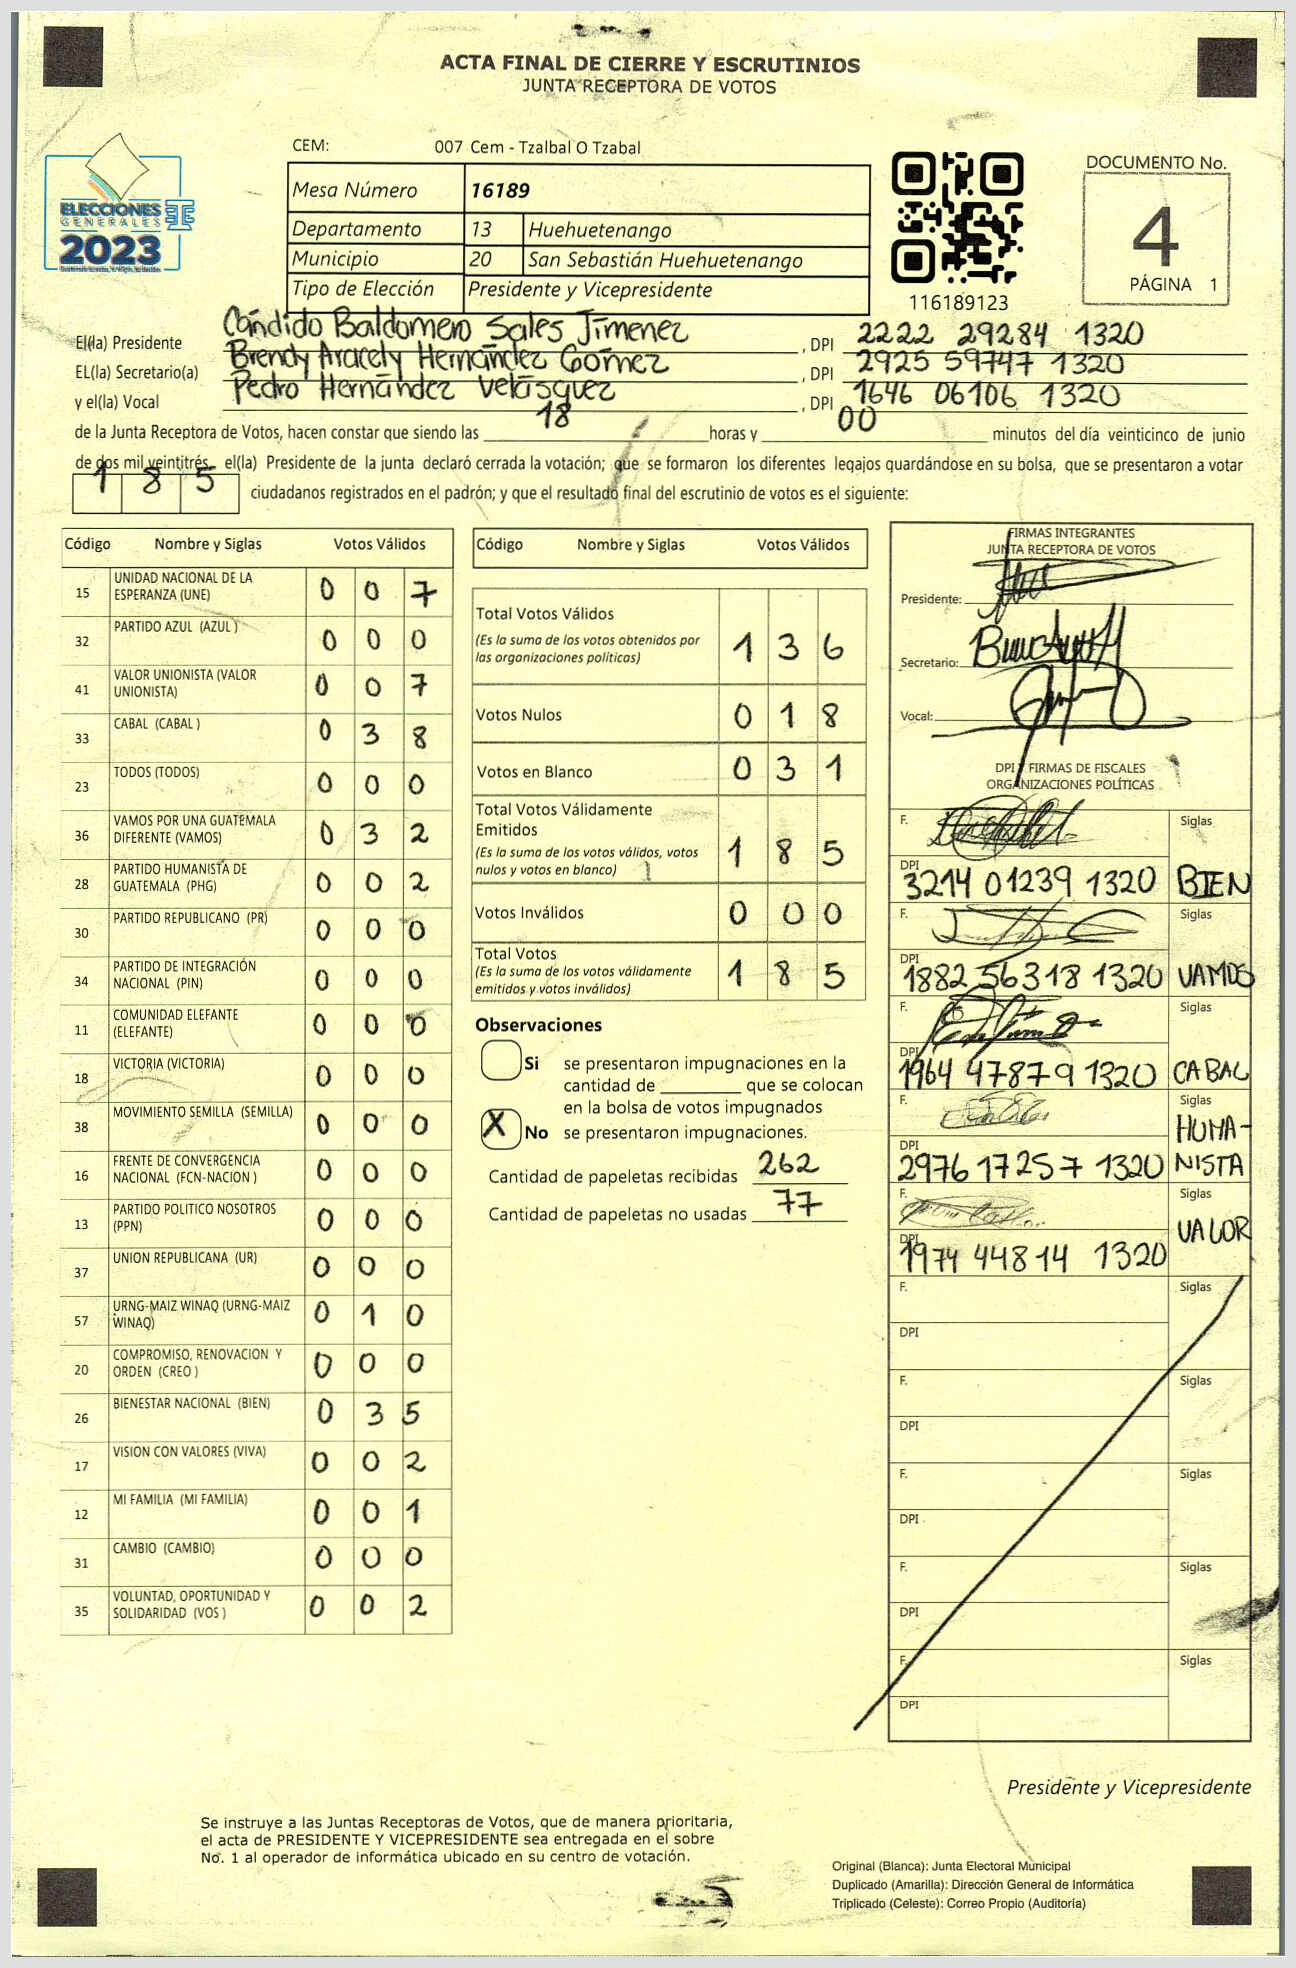 ACTA FINAL DE CIERRE Y ESCRUTINIOS
JUNTA RECEPTORA DE VOTOS
ELECCIONES
GENERALES
2023
CEM: 007 Cem - Tzalbal O Tzabal
Mesa Número 16189
Departamento 13 Huehuetenango
Municipio 20 San Sebastián Huehuetenango
Tipo de Elección Presidente y Vicepresidente
116189123
DOCUMENTO No.
4
PÁGINA 1
El(la) Presidente Cándido Baldomero Sales Jímenez , DPI 2222 29284 1320
EL(la) Secretario(a) Brendy Aracely Hernández Gómez , DPI 2925 59747 1320
y el(la) Vocal Pedro Hernández Velásquez , DPI 1646 06106 1320
de la Junta Receptora de Votos, hacen constar que siendo las 18 horas y 00 minutos del día veinticinco de junio
de dos mil veintitrés, el(la) Presidente de la junta declaró cerrada la votación; que se formaron los diferentes legajos guardándose en su bolsa, que se presentaron a votar
185 ciudadanos registrados en el padrón; y que el resultado final del escrutinio de votos es el siguiente:
Código Nombre y Siglas Votos Válidos
15 UNIDAD NACIONAL DE LA ESPERANZA (UNE) 0 0 7
32 PARTIDO AZUL (AZUL ) 0 0 0
41 VALOR UNIONISTA (VALOR UNIONISTA) 0 0 7
33 CABAL (CABAL ) 0 3 8
23 TODOS (TODOS) 0 0 0
36 VAMOS POR UNA GUATEMALA DIFERENTE (VAMOS) 0 3 2
28 PARTIDO HUMANISTA DE GUATEMALA (PHG) 0 0 2
30 PARTIDO REPUBLICANO (PR) 0 0 0
34 PARTIDO DE INTEGRACIÓN NACIONAL (PIN) 0 0 0
11 COMUNIDAD ELEFANTE (ELEFANTE) 0 0 0
18 VICTORIA (VICTORIA) 0 0 0
38 MOVIMIENTO SEMILLA (SEMILLA) 0 0 0
16 FRENTE DE CONVERGENCIA NACIONAL (FCN-NACION ) 0 0 0
13 PARTIDO POLITICO NOSOTROS (PPN) 0 0 0
37 UNION REPUBLICANA (UR) 0 0 0
57 URNG-MAIZ WINAQ (URNG-MAIZ WINAQ) 0 1 0
20 COMPROMISO, RENOVACION Y ORDEN (CREO ) 0 0 0
26 BIENESTAR NACIONAL (BIEN) 0 3 5
17 VISION CON VALORES (VIVA) 0 0 2
12 MI FAMILIA (MI FAMILIA) 0 0 1
31 CAMBIO (CAMBIO) 0 0 0
35 VOLUNTAD, OPORTUNIDAD Y SOLIDARIDAD (VOS ) 0 0 2
Código Nombre y Siglas Votos Válidos
Total Votos Válidos 1 3 6
(Es la suma de los votos obtenidos por
las organizaciones políticas)
Votos Nulos 0 1 8
Votos en Blanco 0 3 1
Total Votos Válidamente
Emitidos 1 8 5
(Es la suma de los votos válidos, votos
nulos y votos en blanco)
Votos Inválidos 0 0 0
Total Votos 1 8 5
(Es la suma de los votos válidamente
emitidos y votos inválidos)
Observaciones
Si se presentaron impugnaciones en la
cantidad de ________ que se colocan
en la bolsa de votos impugnados
X No se presentaron impugnaciones.
Cantidad de papeletas recibidas 262
Cantidad de papeletas no usadas 77
FIRMAS INTEGRANTES
JUNTA RECEPTORA DE VOTOS
Presidente:
Secretario:
Vocal:
DPI Y FIRMAS DE FISCALES
ORGANIZACIONES POLÍTICAS
F. Siglas
DPI 3214 01239 1320 BIEN
F. Siglas
DPI 1882 56318 1320 VAMOS
F. Siglas
DPI 1964 47879 1320 CABAL
F. Siglas
DPI 2976 17257 1320 HUMA-
NISTA
F. Siglas
DPI 1974 44814 1320 VALOR
F. Siglas
DPI
F. Siglas
DPI
F. Siglas
DPI
F. Siglas
DPI
F. Siglas
DPI
Presidente y Vicepresidente
Se instruye a las Juntas Receptoras de Votos, que de manera prioritaria,
el acta de PRESIDENTE Y VICEPRESIDENTE sea entregada en el sobre
No. 1 al operador de informática ubicado en su centro de votación.
Original (Blanca): Junta Electoral Municipal
Duplicado (Amarilla): Dirección General de Informática
Triplicado (Celeste): Correo Propio (Auditoría)